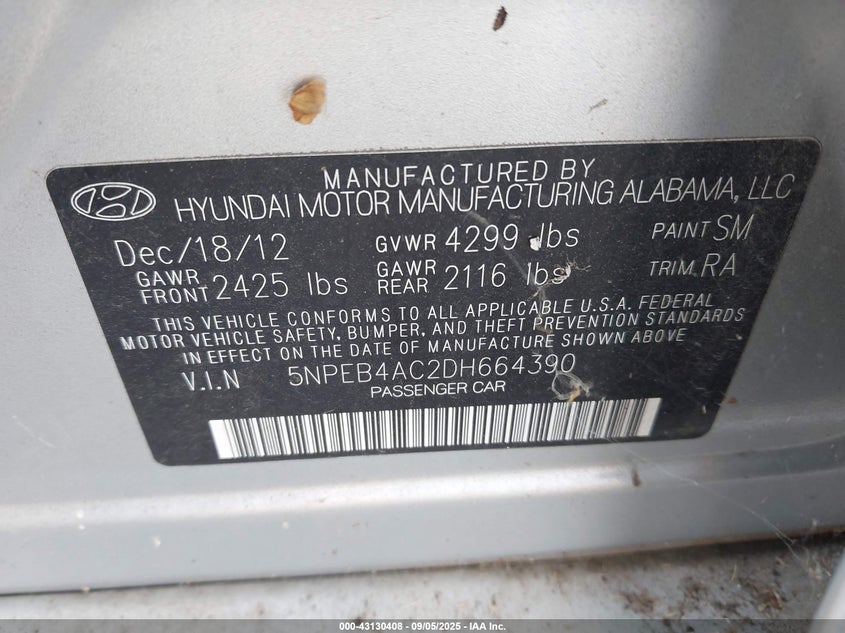 MANUFACTURED BY
HYUNDAI MOTOR MANUFACTURING ALABAMA, LLC
Dec/18/12 GVWR 4299 lbs PAINT SM
GAWR FRONT 2425 lbs GAWR REAR 2116 lbs TRIM RA
THIS VEHICLE CONFORMS TO ALL APPLICABLE U.S.A. FEDERAL
MOTOR VEHICLE SAFETY, BUMPER, AND THEFT PREVENTION STANDARDS
IN EFFECT ON THE DATE OF MANUFACTURE SHOWN ABOVE
V.I.N 5NPEB4AC2DH664390
PASSENGER CAR
000-43130408 - 09/05/2025 - IAA Inc.